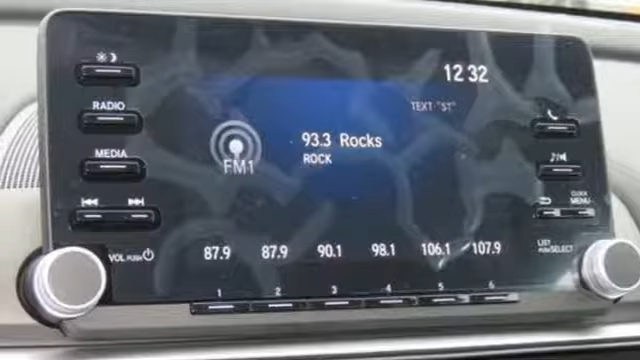 12 32
RADIO
TEXT "ST"
FM1
93.3 Rocks
ROCK
MEDIA
CLOCK
MENU
VOL PUSH
87.9 87.9 90.1 98.1 106.1 107.9
LIST
PUSH SELECT
1 2 3 4 5 6